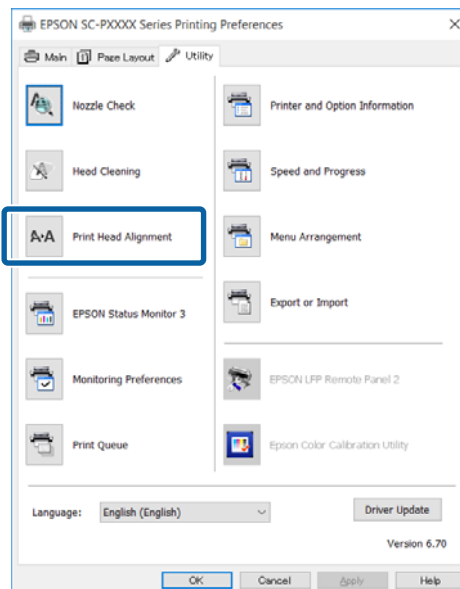 EPSON SC-PXXXX Series Printing Preferences
Main Page Layout Utility
Nozzle Check
Head Cleaning
A·A Print Head Alignment
EPSON Status Monitor 3
Monitoring Preferences
Print Queue
Printer and Option Information
Speed and Progress
Menu Arrangement
Export or Import
EPSON LFP Remote Panel 2
Epson Color Calibration Utility
Language: English (English)
Driver Update
Version 6.70
OK Cancel Apply Help